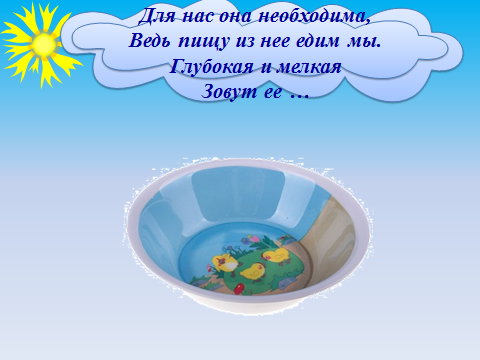 Для нас она необходима,
Ведь пищу из нее едим мы.
Глубокая и мелкая
Зовут ее …